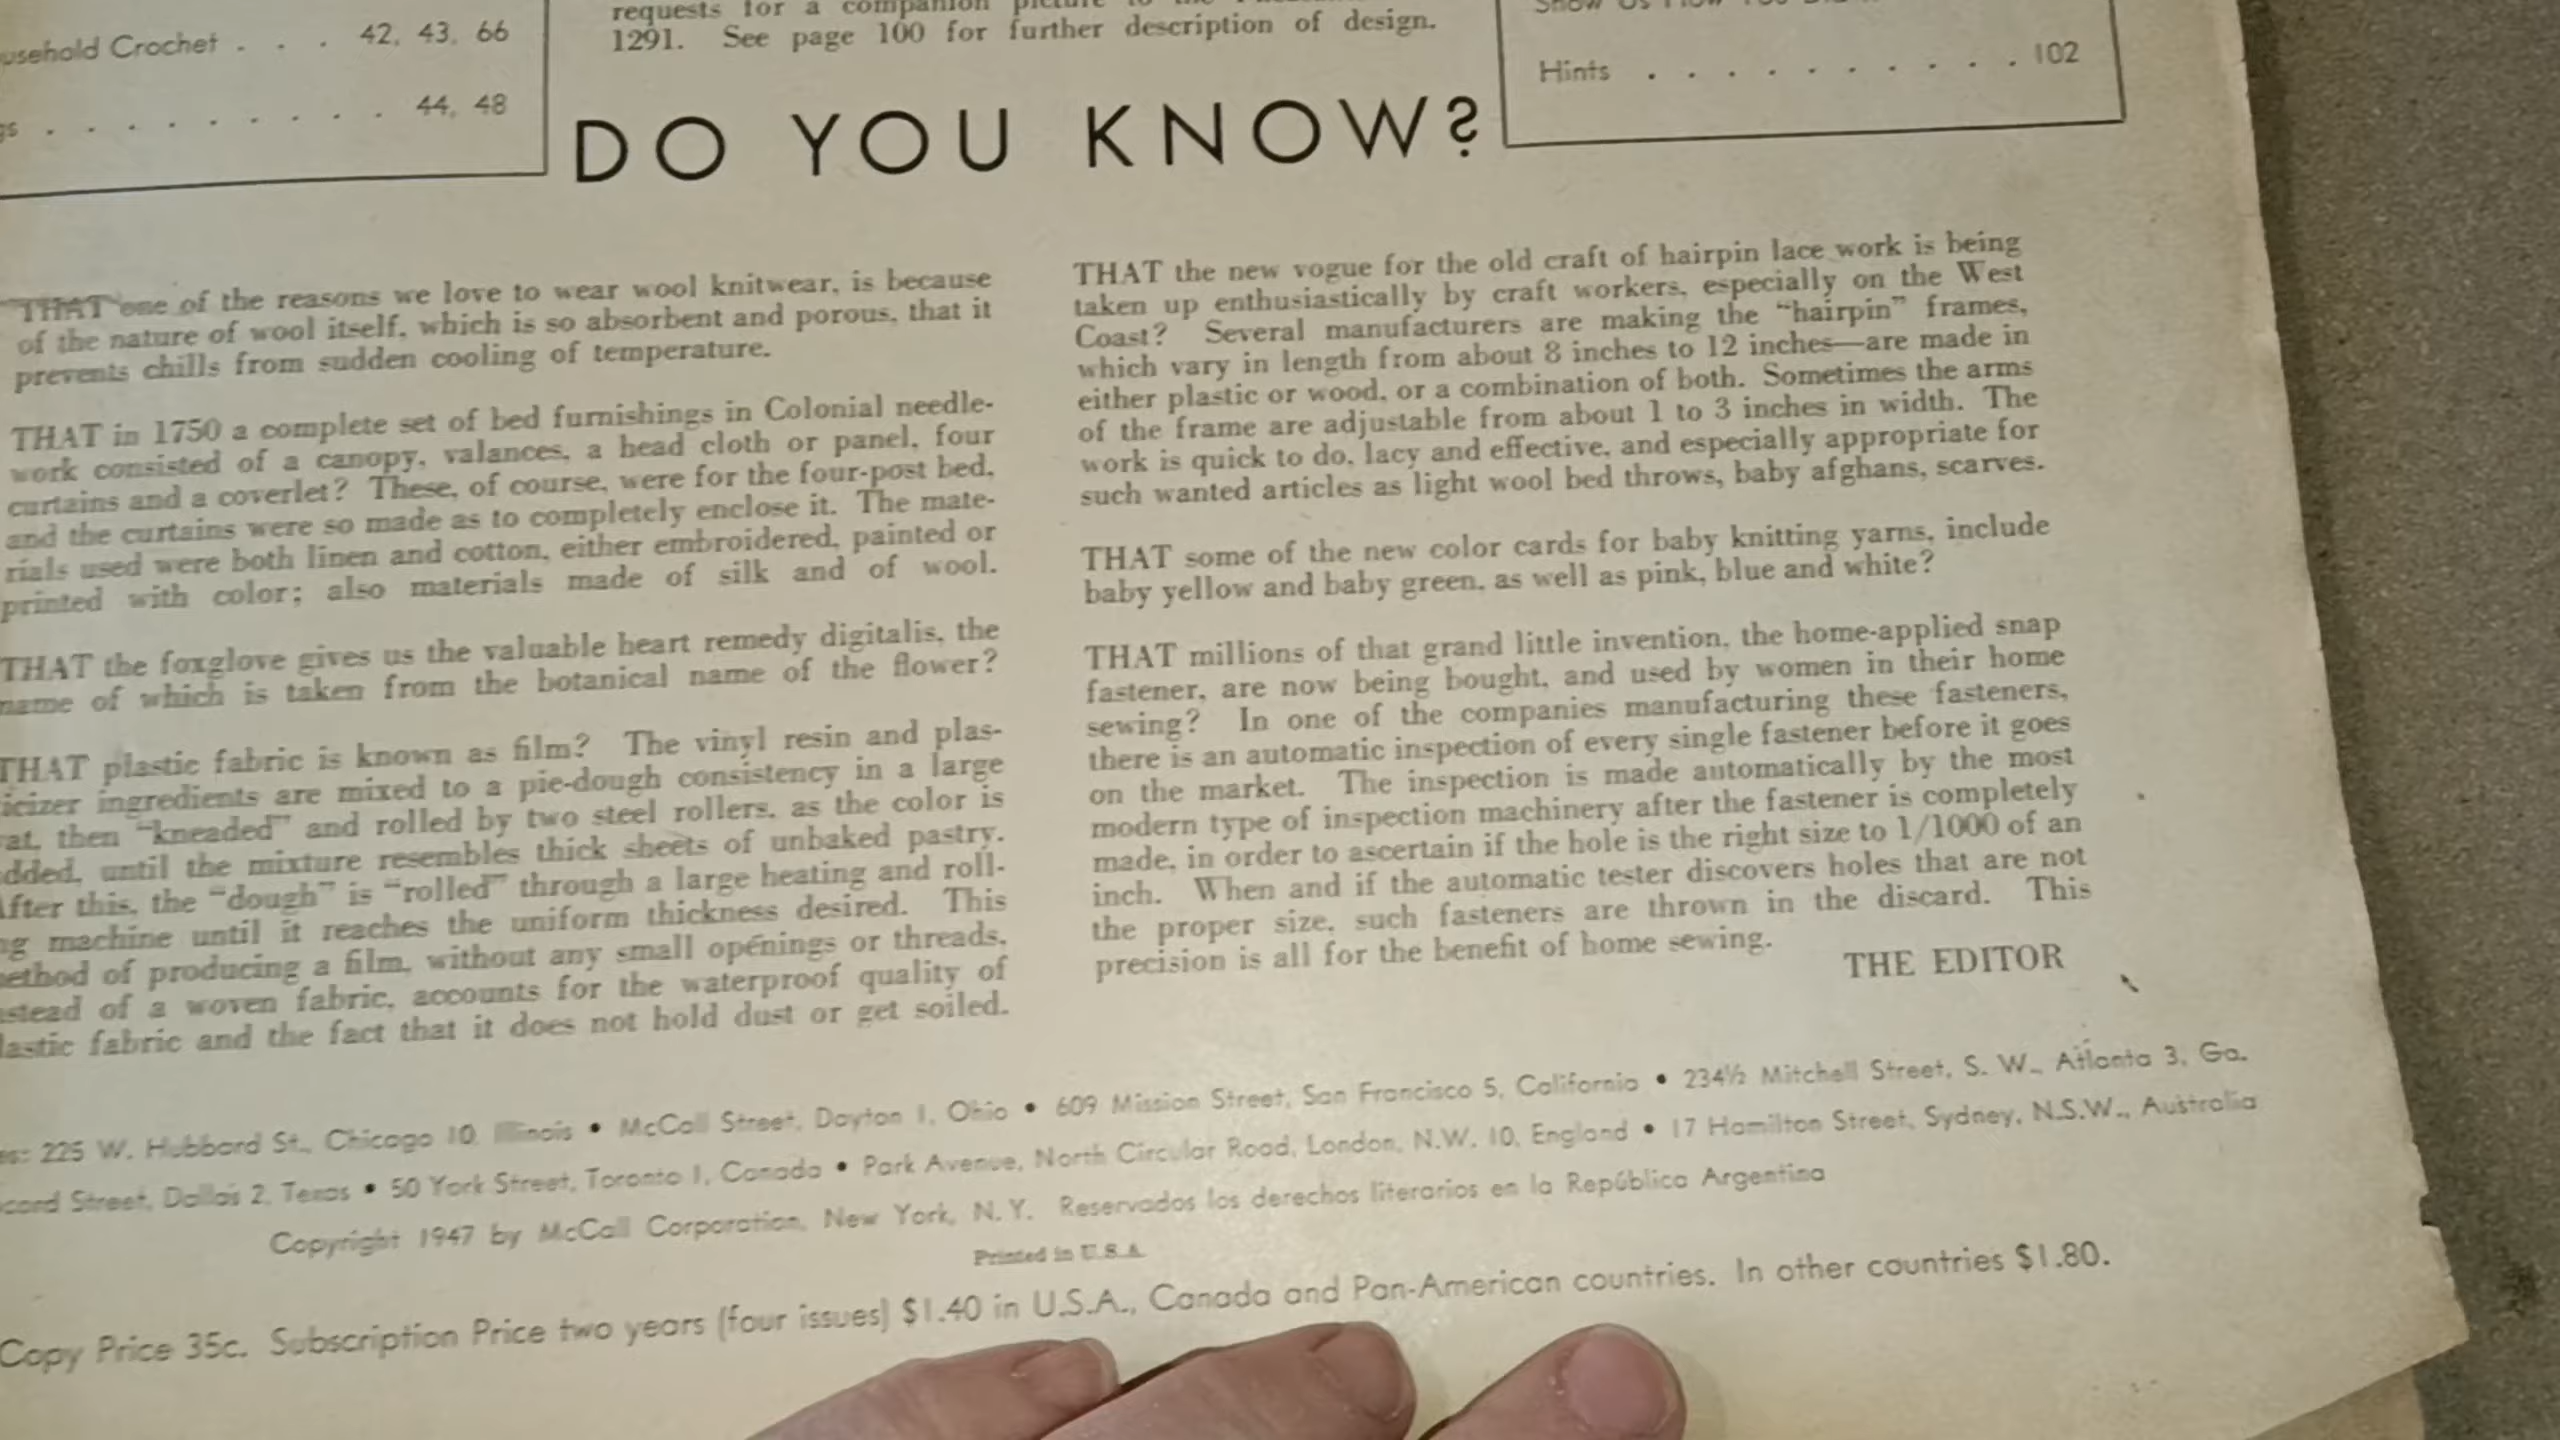 usehold Crochet . . . 42, 43, 66
gs . . . . . . . . . 44, 48
requests for a companion picture to the
1291. See page 100 for further description of design.
Show Us How You Did
Hints . . . . . . . . . . 102
DO YOU KNOW?
THAT one of the reasons we love to wear wool knitwear, is because
of the nature of wool itself, which is so absorbent and porous, that it
prevents chills from sudden cooling of temperature.
THAT in 1750 a complete set of bed furnishings in Colonial needle-
work consisted of a canopy, valances, a head cloth or panel, four
curtains and a coverlet? These, of course, were for the four-post bed,
and the curtains were so made as to completely enclose it. The mate-
rials used were both linen and cotton, either embroidered, painted or
printed with color; also materials made of silk and of wool.
THAT the foxglove gives us the valuable heart remedy digitalis, the
name of which is taken from the botanical name of the flower?
THAT plastic fabric is known as film? The vinyl resin and plas-
icizer ingredients are mixed to a pie-dough consistency in a large
at, then "kneaded" and rolled by two steel rollers, as the color is
dded, until the mixture resembles thick sheets of unbaked pastry.
After this, the "dough" is "rolled" through a large heating and roll-
ng machine until it reaches the uniform thickness desired. This
ethod of producing a film, without any small openings or threads,
stead of a woven fabric, accounts for the waterproof quality of
lastic fabric and the fact that it does not hold dust or get soiled.
THAT the new vogue for the old craft of hairpin lace work is being
taken up enthusiastically by craft workers, especially on the West
Coast? Several manufacturers are making the "hairpin" frames,
which vary in length from about 8 inches to 12 inches—are made in
either plastic or wood, or a combination of both. Sometimes the arms
of the frame are adjustable from about 1 to 3 inches in width. The
work is quick to do, lacy and effective, and especially appropriate for
such wanted articles as light wool bed throws, baby afghans, scarves.
THAT some of the new color cards for baby knitting yarns, include
baby yellow and baby green, as well as pink, blue and white?
THAT millions of that grand little invention, the home-applied snap
fastener, are now being bought, and used by women in their home
sewing? In one of the companies manufacturing these fasteners,
there is an automatic inspection of every single fastener before it goes
on the market. The inspection is made automatically by the most
modern type of inspection machinery after the fastener is completely
made, in order to ascertain if the hole is the right size to 1/1000 of an
inch. When and if the automatic tester discovers holes that are not
the proper size, such fasteners are thrown in the discard. This
precision is all for the benefit of home sewing.
THE EDITOR
es: 225 W. Hubbard St., Chicago 10, Illinois • McCall Street, Dayton 1, Ohio • 609 Mission Street, San Francisco 5, California • 234½ Mitchell Street, S. W., Atlanta 3, Ga.
cord Street, Dallas 2, Texas • 50 York Street, Toronto 1, Canada • Park Avenue, North Circular Road, London, N.W. 10, England • 17 Hamilton Street, Sydney, N.S.W., Australia
Copyright 1947 by McCall Corporation, New York, N. Y. Reservados los derechos literarios en la República Argentina
Printed in U.S.A.
Copy Price 35c. Subscription Price two years (four issues) $1.40 in U.S.A., Canada and Pan-American countries. In other countries $1.80.